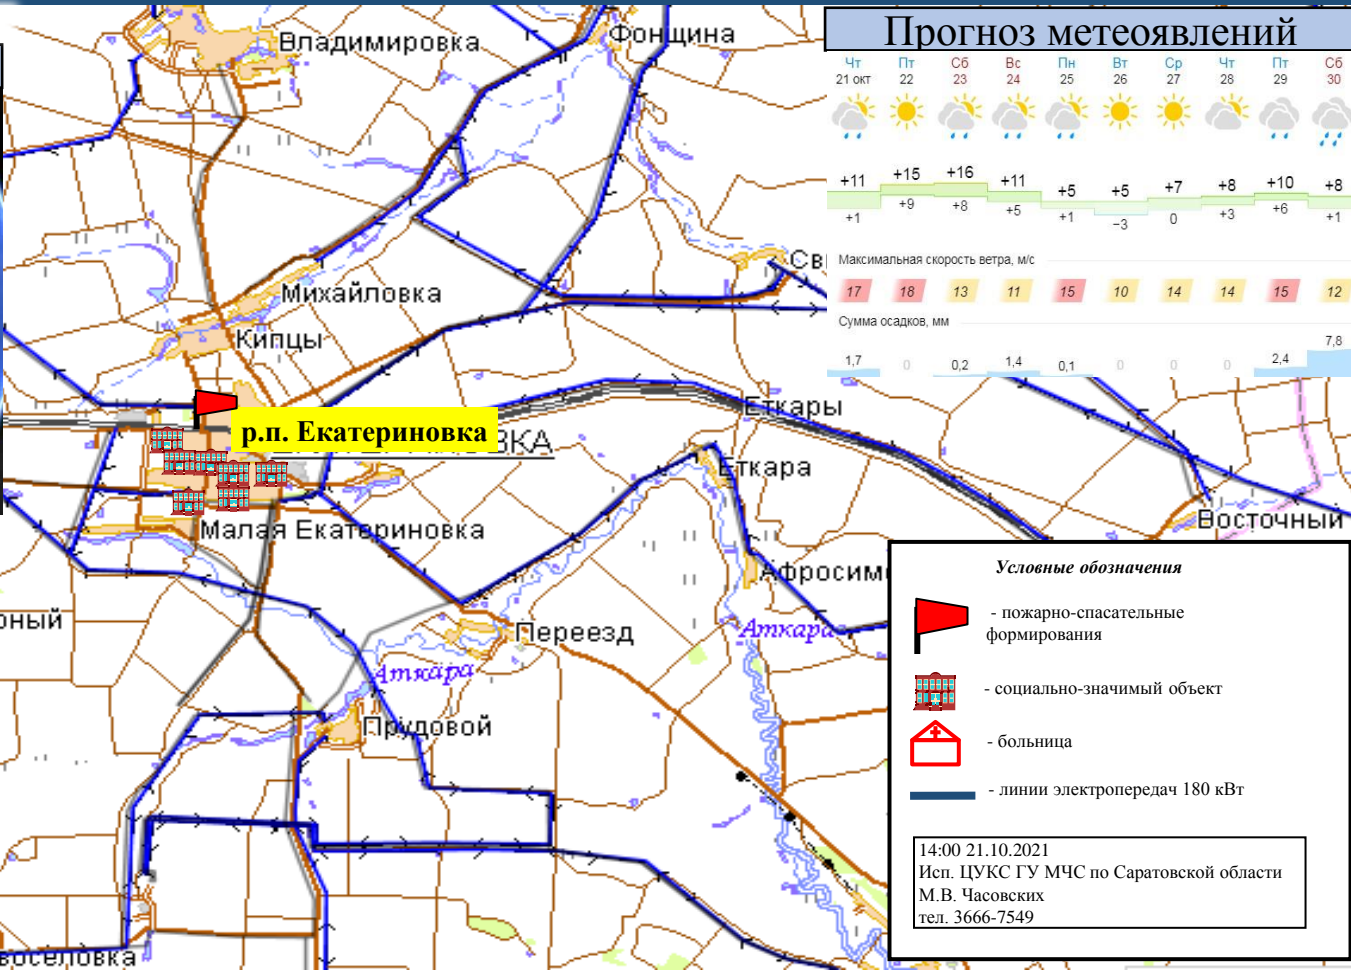 Прогноз метеоявлений
Чт Пт Сб Вс Пн Вт Ср Чт Пт Сб
21 окт 22 23 24 25 26 27 28 29 30
+11 +15 +16 +11 +5 +5 +7 +8 +10 +8
+1 +9 +8 +5 +1 −3 0 +3 +6 +1
Максимальная скорость ветра, м/с
17 18 13 11 15 10 14 14 15 12
Сумма осадков, мм
1,7 0 0,2 1,4 0,1 0 0 0 2,4 7,8
Владимировка
Фонщина
Св
Михайловка
Кипцы
Еткары
р.п. Екатериновка
ВКА
Еткара
Восточный
Малая Екатериновка
Афросим
рный
Переезд
Аткара
Аткара
Прудовой
воселовка
Условные обозначения
- пожарно-спасательные
формирования
- социально-значимый объект
- больница
- линии электропередач 180 кВт
14:00 21.10.2021
Исп. ЦУКС ГУ МЧС по Саратовской области
М.В. Часовских
тел. 3666-7549